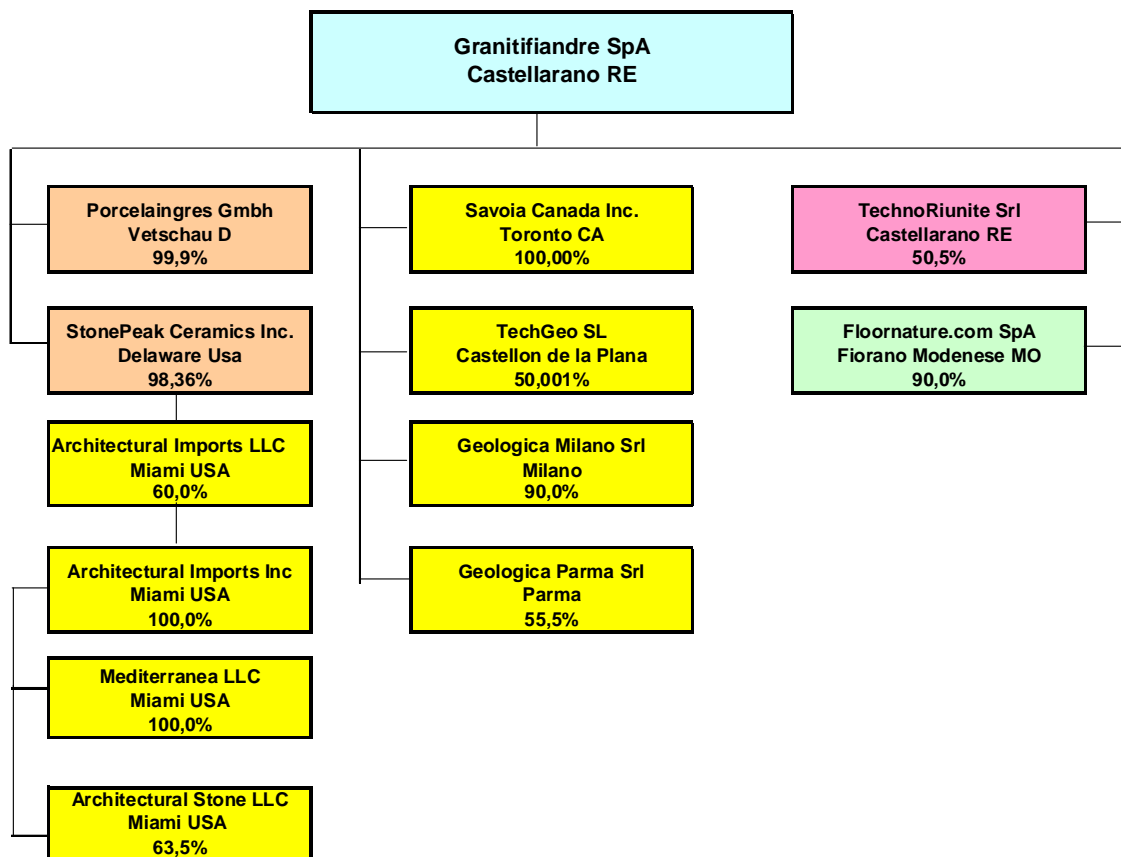 Granitifiandre SpA
Castellarano RE
Porcelaingres Gmbh
Vetschau D
99,9%
StonePeak Ceramics Inc.
Delaware Usa
98,36%
Architectural Imports LLC
Miami USA
60,0%
Architectural Imports Inc
Miami USA
100,0%
Mediterranea LLC
Miami USA
100,0%
Architectural Stone LLC
Miami USA
63,5%
Savoia Canada Inc.
Toronto CA
100,00%
TechGeo SL
Castellon de la Plana
50,001%
Geologica Milano Srl
Milano
90,0%
Geologica Parma Srl
Parma
55,5%
TechnoRiunite Srl
Castellarano RE
50,5%
Floornature.com SpA
Fiorano Modenese MO
90,0%